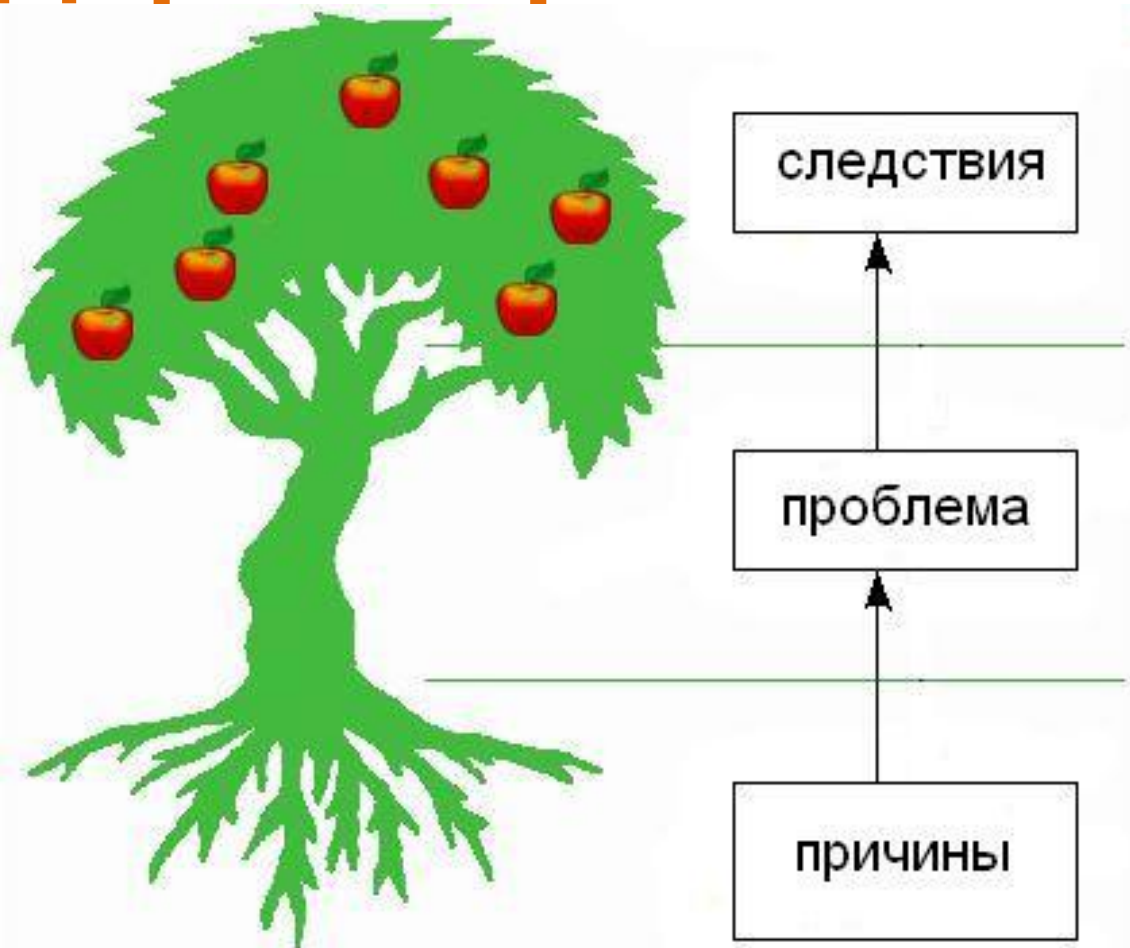 следствия
проблема
причины